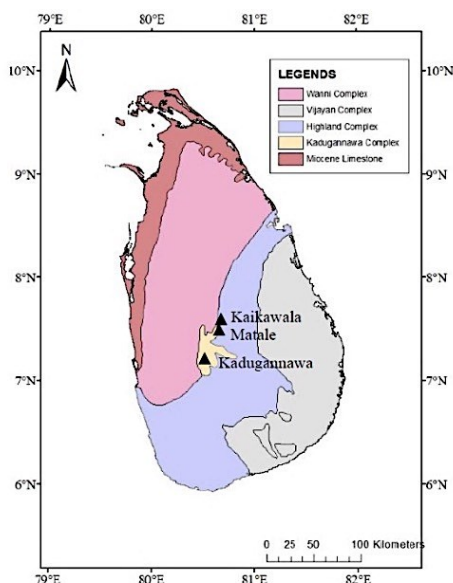 79°E 80°E 81°E 82°E
N
10°N 10°N
LEGENDS
Wanni Complex
Vijayan Complex
Highland Complex
Kadugannawa Complex
Miocene Limestone
9°N 9°N
8°N 8°N
Kaikawala
Matale
Kadugannawa
7°N 7°N
6°N 6°N
0 25 50 100 Kilometers
79°E 80°E 81°E 82°E